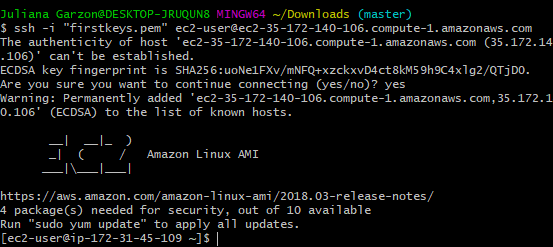 Juliana Garzon@DESKTOP-JRUQUN8 MINGW64 ~/Downloads (master)
$ ssh -i "firstkeys.pem" ec2-user@ec2-35-172-140-106.compute-1.amazonaws.com
The authenticity of host 'ec2-35-172-140-106.compute-1.amazonaws.com (35.172.14
.106)' can't be established.
ECDSA key fingerprint is SHA256:uoNe1FXv/mNFQ+xzckxvD4ct8kM59h9C4xlg2/QTjD0.
Are you sure you want to continue connecting (yes/no)? yes
Warning: Permanently added 'ec2-35-172-140-106.compute-1.amazonaws.com,35.172.1
0.106' (ECDSA) to the list of known hosts.
__|  __|_  )
_|  (     /   Amazon Linux AMI
___|\___|___|
https://aws.amazon.com/amazon-linux-ami/2018.03-release-notes/
4 package(s) needed for security, out of 10 available
Run "sudo yum update" to apply all updates.
[ec2-user@ip-172-31-45-109 ~]$